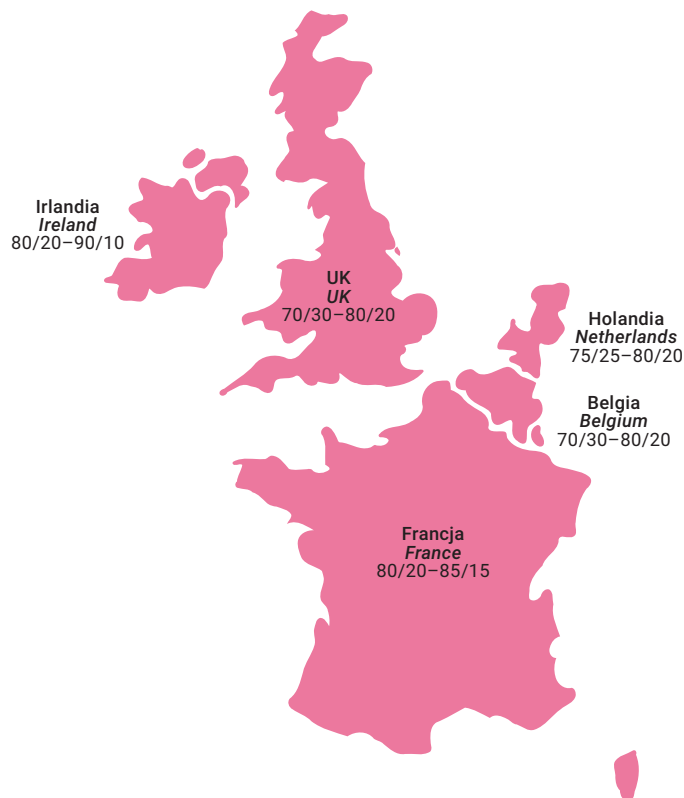 Irlandia
Ireland
80/20–90/10
UK
UK
70/30–80/20
Holandia
Netherlands
75/25–80/20
Belgia
Belgium
70/30–80/20
Francja
France
80/20–85/15